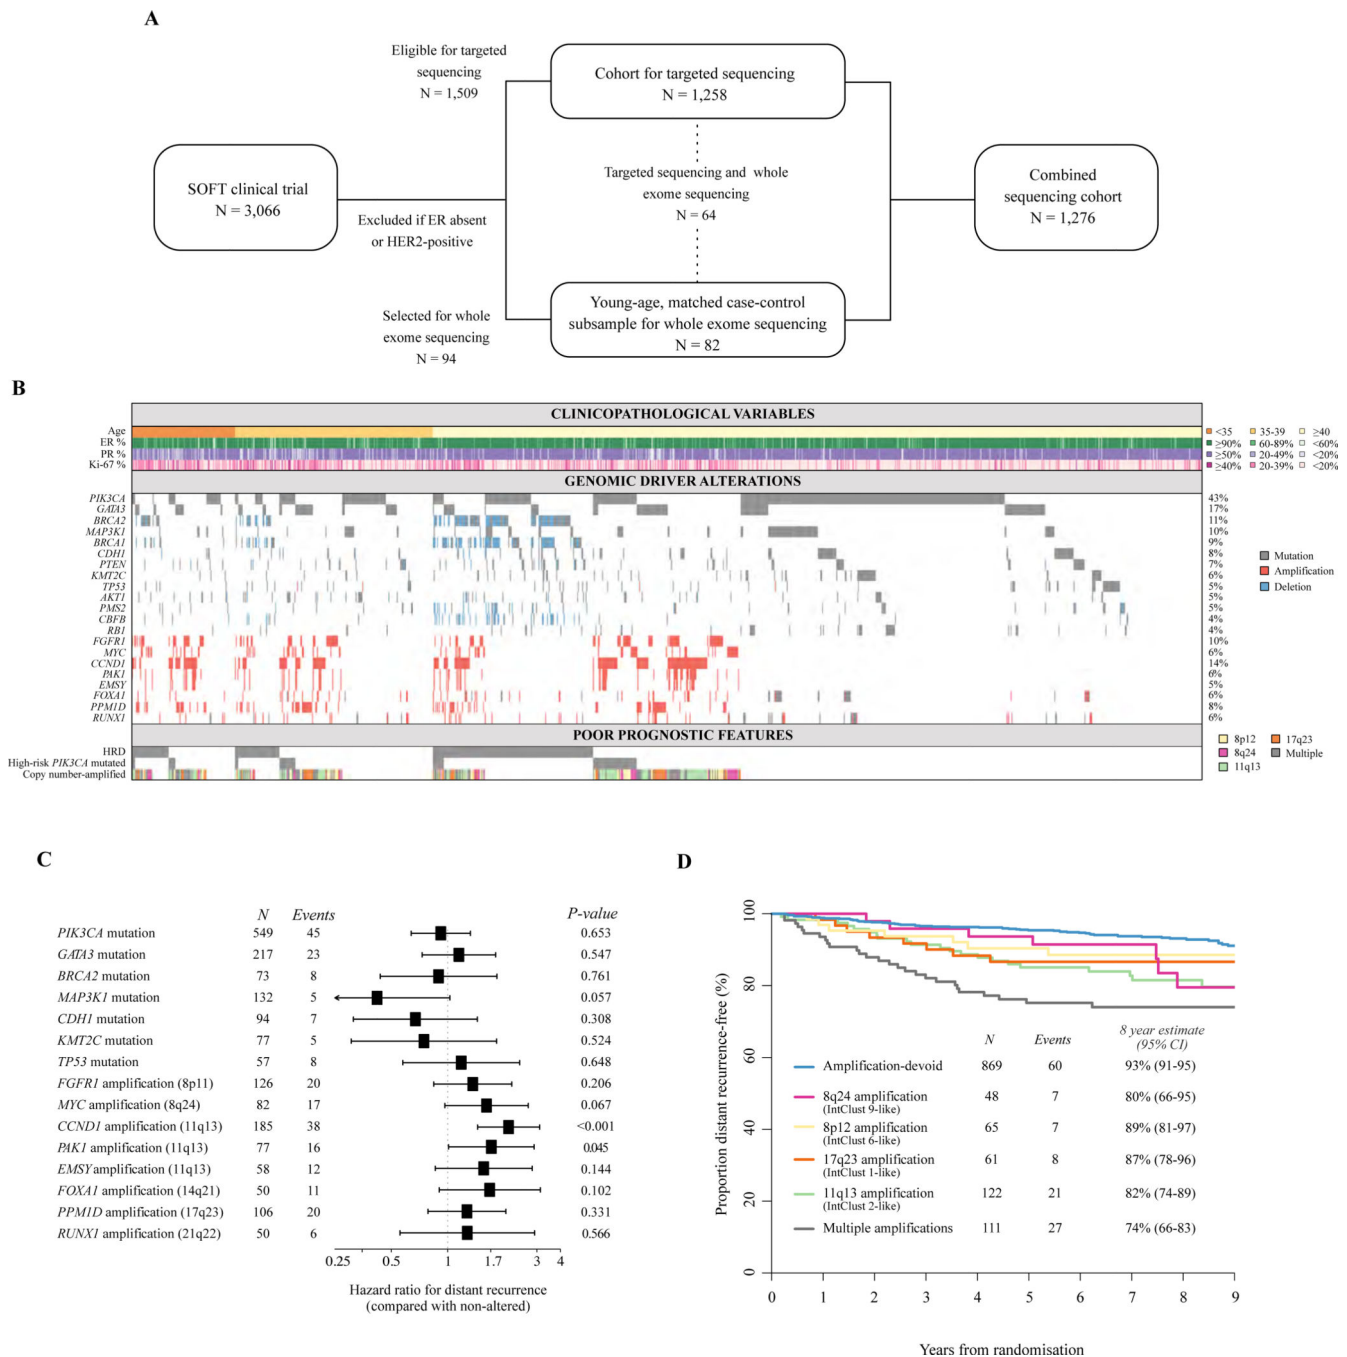 A
Eligible for targeted
sequencing
N = 1,509
Cohort for targeted sequencing
N = 1,258
SOFT clinical trial
N = 3,066
Excluded if ER absent
or HER2-positive
Targeted sequencing and whole
exome sequencing
N = 64
Combined
sequencing cohort
N = 1,276
Selected for whole
exome sequencing
N = 94
Young-age, matched case-control
subsample for whole exome sequencing
N = 82
B
CLINICOPATHOLOGICAL VARIABLES
Age <35 35-39 ≥40
ER % ≥90% 60-89% <60%
PR % ≥50% 20-49% <20%
Ki-67 % ≥40% 20-39% <20%
GENOMIC DRIVER ALTERATIONS
PIK3CA 43%
GATA3 17%
BRCA2 11%
MAP3K1 10%
BRCA1 9%
CDH1 8%
PTEN 7%
KMT2C 6%
TP53 5%
AKT1 5%
PMS2 5%
CBFB 4%
RB1 4%
FGFR1 10%
MYC 6%
CCND1 14%
PAK1 6%
EMSY 5%
FOXA1 6%
PPM1D 8%
RUNX1 6%
Mutation
Amplification
Deletion
POOR PROGNOSTIC FEATURES
HRD
High-risk PIK3CA mutated
Copy number-amplified
8p12 17q23
8q24 Multiple
11q13
C
N Events P-value
PIK3CA mutation 549 45 0.653
GATA3 mutation 217 23 0.547
BRCA2 mutation 73 8 0.761
MAP3K1 mutation 132 5 0.057
CDH1 mutation 94 7 0.308
KMT2C mutation 77 5 0.524
TP53 mutation 57 8 0.648
FGFR1 amplification (8p11) 126 20 0.206
MYC amplification (8q24) 82 17 0.067
CCND1 amplification (11q13) 185 38 <0.001
PAK1 amplification (11q13) 77 16 0.045
EMSY amplification (11q13) 58 12 0.144
FOXA1 amplification (14q21) 50 11 0.102
PPM1D amplification (17q23) 106 20 0.331
RUNX1 amplification (21q22) 50 6 0.566
0.25 0.5 1 1.7 3 4
Hazard ratio for distant recurrence
(compared with non-altered)
D
Proportion distant recurrence-free (%)
100
80
60
40
20
0
N Events 8 year estimate
(95% CI)
Amplification-devoid 869 60 93% (91-95)
8q24 amplification 48 7 80% (66-95)
(IntClust 9-like)
8p12 amplification 65 7 89% (81-97)
(IntClust 6-like)
17q23 amplification 61 8 87% (78-96)
(IntClust 1-like)
11q13 amplification 122 21 82% (74-89)
(IntClust 2-like)
Multiple amplifications 111 27 74% (66-83)
0 1 2 3 4 5 6 7 8 9
Years from randomisation